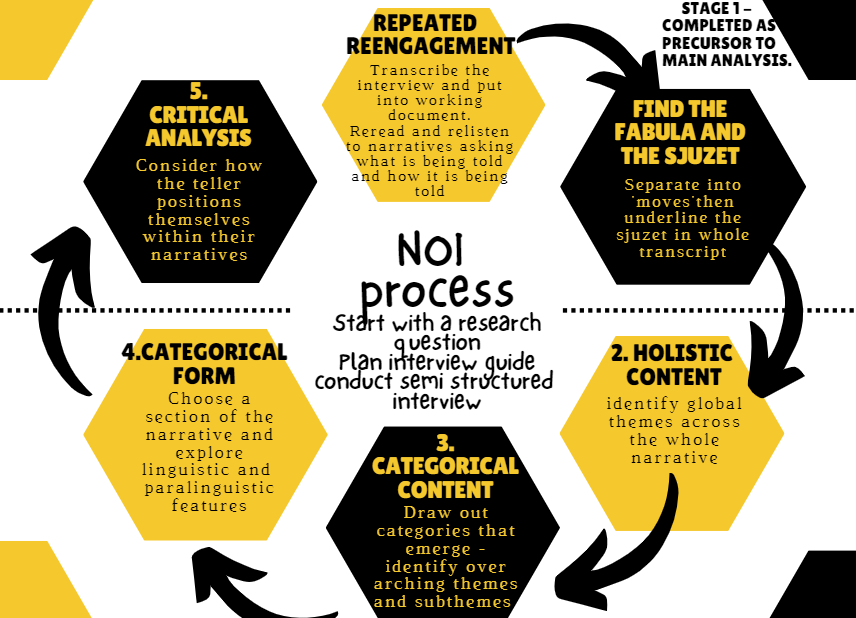 REPEATED
REENGAGEMENT
Transcribe the
interview and put
into working
document.
Reread and relisten
to narratives asking
what is being told
and how it is being
told
STAGE 1 –
COMPLETED AS
PRECURSOR TO
MAIN ANALYSIS.
FIND THE
FABULA AND
THE SJUZET
Separate into
'moves'then
underline the
sjuzet in whole
transcript
2. HOLISTIC
CONTENT
identify global
themes across
the whole
narrative
3.
CATEGORICAL
CONTENT
Draw out
categories that
emerge -
identify over
arching themes
and subthemes
4.CATEGORICAL
FORM
Choose a
section of the
narrative and
explore
linguistic and
paralinguistic
features
5.
CRITICAL
ANALYSIS
Consider how
the teller
positions
themselves
within their
narratives
NOI
process
Start with a research
question
Plan interview guide
conduct semi structured
interview